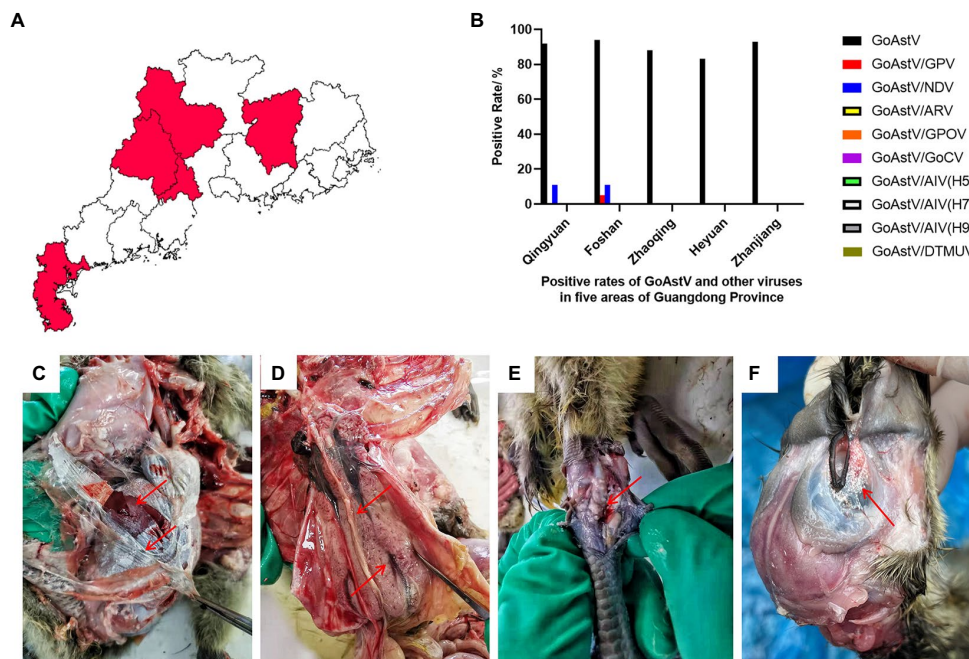 A
B
100
80
60
40
20
0
Positive Rate/ %
Qingyuan
Foshan
Zhaoqing
Heyuan
Zhanjiang
Positive rates of GoAstV and other viruses
in five areas of Guangdong Province
GoAstV
GoAstV/GPV
GoAstV/NDV
GoAstV/ARV
GoAstV/GPOV
GoAstV/GoCV
GoAstV/AIV(H5
GoAstV/AIV(H7
GoAstV/AIV(H9
GoAstV/DTMUV
C
D
E
F